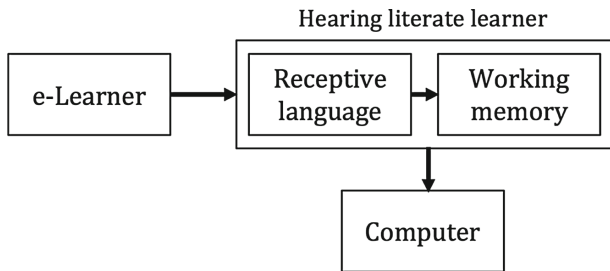 Hearing literate learner
e-Learner
Receptive
language
Working
memory
Computer